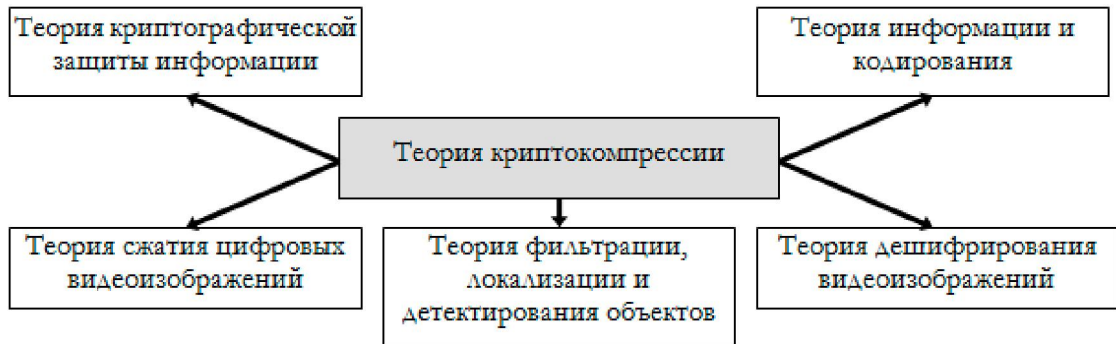 Теория криптографической
защиты информации
Теория информации и
кодирования
Теория криптокомпрессии
Теория сжатия цифровых
видеоизображений
Теория фильтрации,
локализации и
детектирования объектов
Теория дешифрирования
видеоизображений